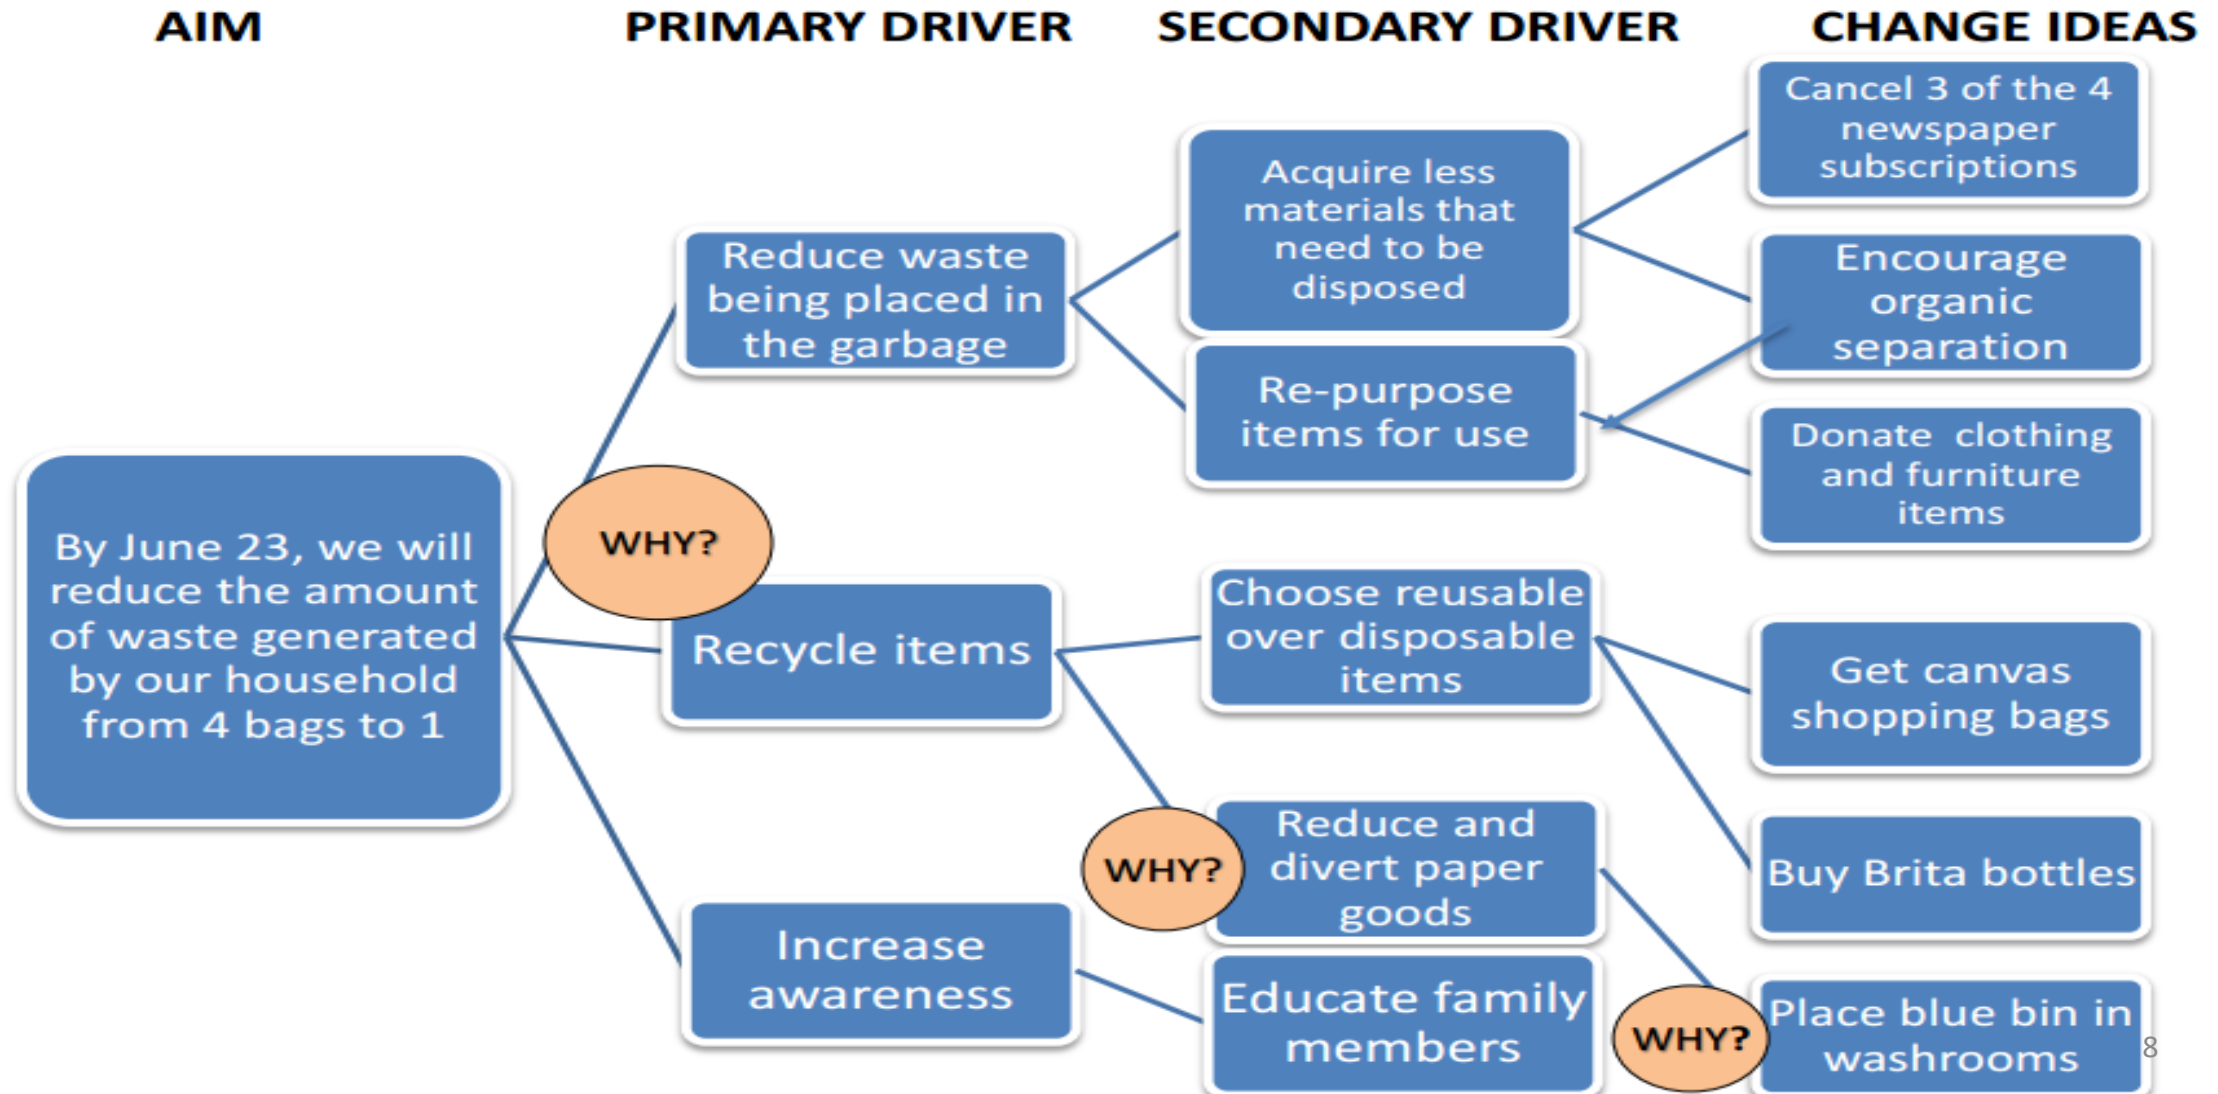 AIM
PRIMARY DRIVER
SECONDARY DRIVER
CHANGE IDEAS
By June 23, we will
reduce the amount
of waste generated
by our household
from 4 bags to 1
WHY?
Reduce waste
being placed in
the garbage
Recycle items
Increase
awareness
Acquire less
materials that
need to be
disposed
Re-purpose
items for use
Choose reusable
over disposable
items
WHY?
Reduce and
divert paper
goods
Educate family
members
Cancel 3 of the 4
newspaper
subscriptions
Encourage
organic
separation
Donate clothing
and furniture
items
Get canvas
shopping bags
Buy Brita bottles
WHY?
Place blue bin in
washrooms
8